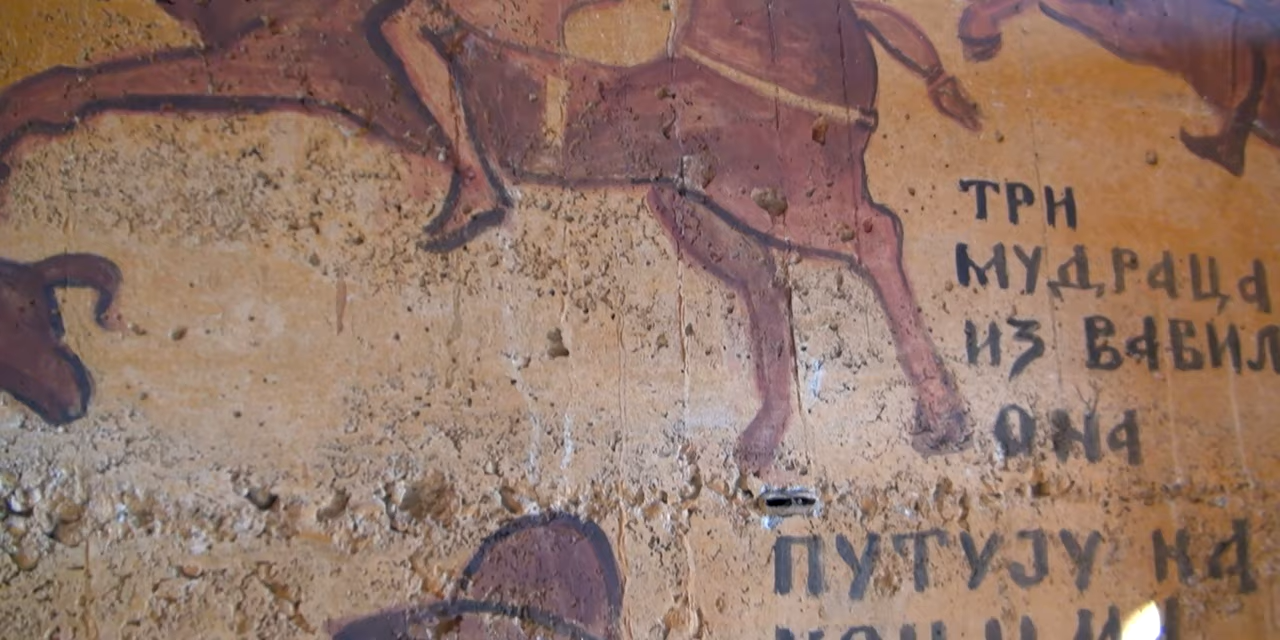 ТРИ
МУДРАЦА
ИЗ ВАВИЛ
ОНА
ПУТУЈУ НА